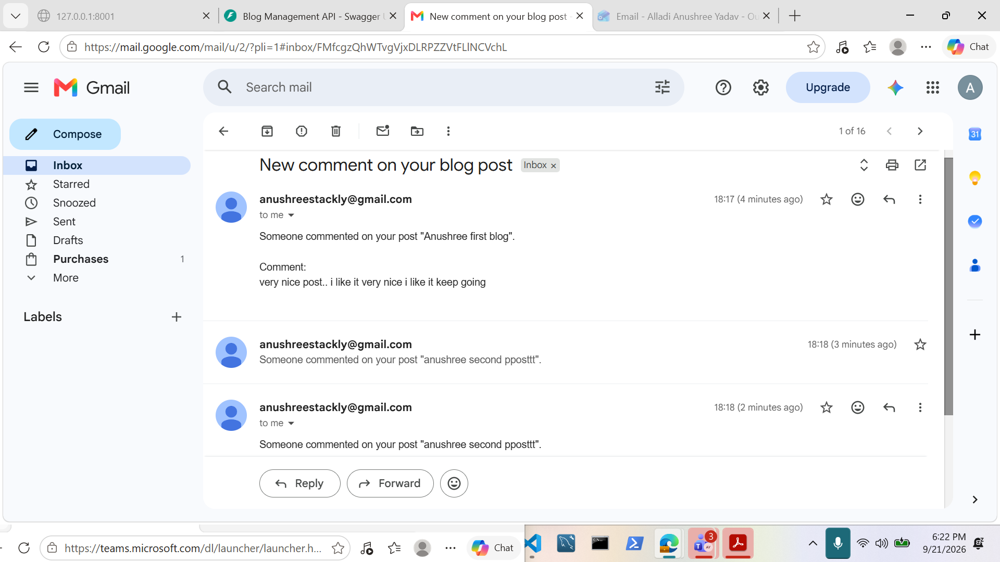 127.0.0.1:8001
Blog Management API - Swagger U
New comment on your blog post -
Email - Alladi Anushree Yadav - Ou
https://mail.google.com/mail/u/2/?pli=1#inbox/FMfcgzQhWTvgVjxDLRPZZVtFLlNCVchL
Chat
Gmail
Search mail
Upgrade
A
Compose
1 of 16
31
Inbox
Starred
Snoozed
Sent
Drafts
Purchases 1
More
Labels
New comment on your blog post Inbox ×
anushreestackly@gmail.com 18:17 (4 minutes ago)
to me
Someone commented on your post "Anushree first blog".
Comment:
very nice post.. i like it very nice i like it keep going
anushreestackly@gmail.com 18:18 (3 minutes ago)
Someone commented on your post "anushree second pposttt".
anushreestackly@gmail.com 18:18 (2 minutes ago)
to me
Someone commented on your post "anushree second pposttt".
Reply
Forward
https://teams.microsoft.com/dl/launcher/launcher.h...
Chat
3
T
AY
6:22 PM
9/21/2026